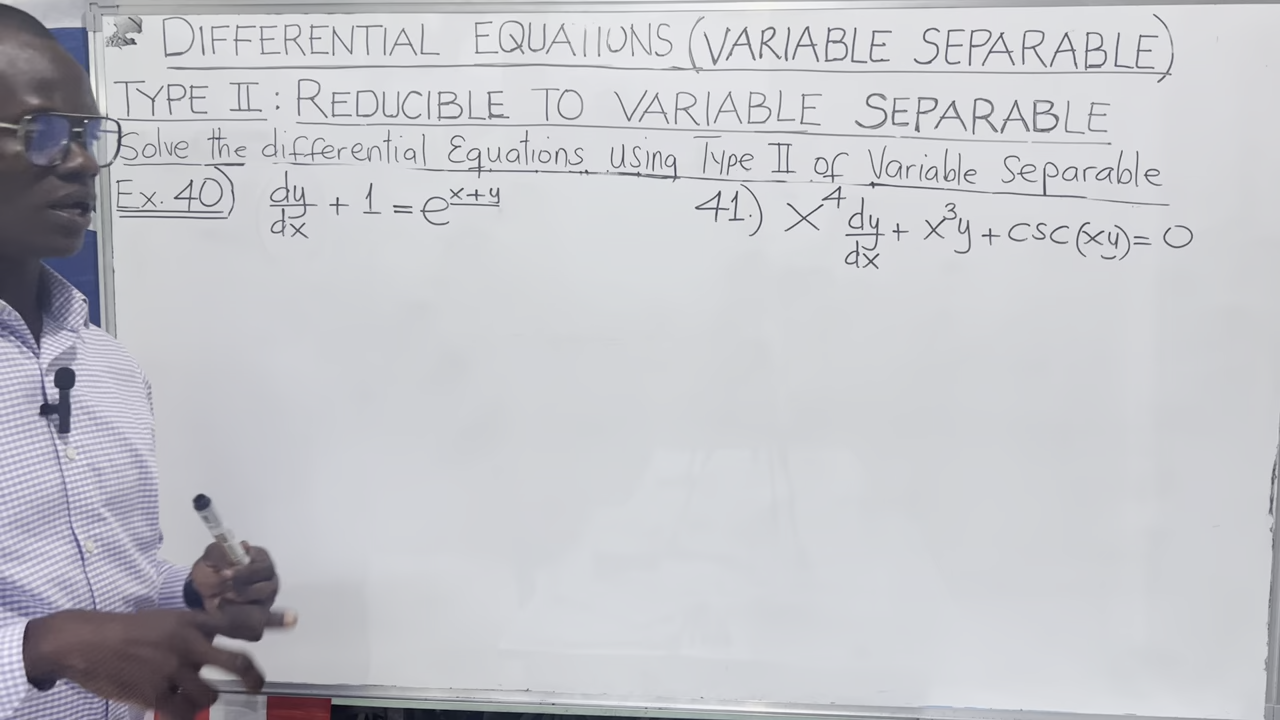 DIFFERENTIAL EQUATIONS (VARIABLE SEPARABLE)
TYPE II : REDUCIBLE TO VARIABLE SEPARABLE
Solve the differential Equations using Type II of Variable Separable
Ex. 40) dy/dx + 1 = e^(x+y)
41.) x^4 dy/dx + x^3y + csc(xy) = 0